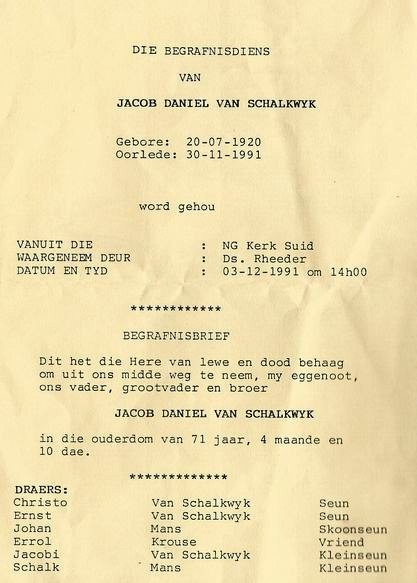 DIE BEGRAFNISDIENS
VAN
JACOB DANIEL VAN SCHALKWYK
Gebore: 20-07-1920
Oorlede: 30-11-1991
word gehou
VANUIT DIE : NG Kerk Suid
WAARGENEEM DEUR : Ds. Rheeder
DATUM EN TYD : 03-12-1991 om 14h00
************
BEGRAFNISBRIEF
Dit het die Here van lewe en dood behaag
om uit ons midde weg te neem, my eggenoot,
ons vader, grootvader en broer
JACOB DANIEL VAN SCHALKWYK
in die ouderdom van 71 jaar, 4 maande en
10 dae.
*************
DRAERS:
Christo Van Schalkwyk Seun
Ernst Van Schalkwyk Seun
Johan Mans Skoonseun
Errol Krouse Vriend
Jacobi Van Schalkwyk Kleinseun
Schalk Mans Kleinseun